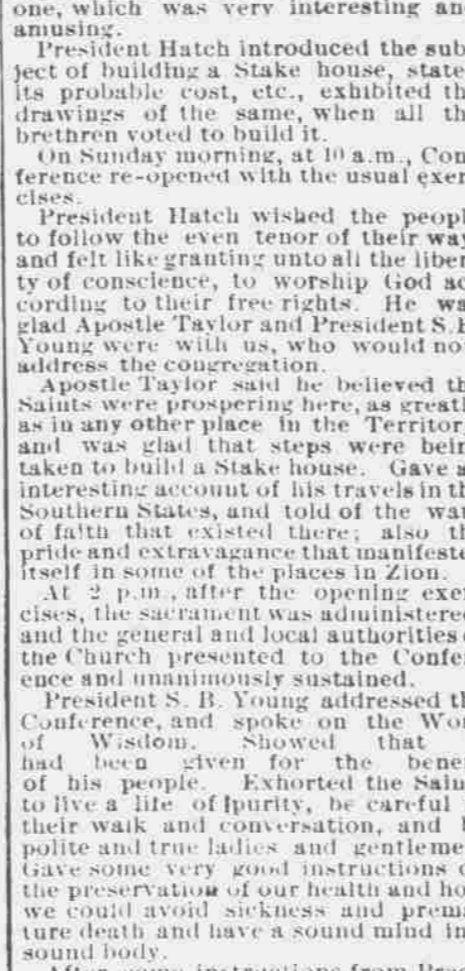 one, which was very interesting an
amusing.
President Hatch introduced the sub
ject of building a Stake house, state
its probable cost, etc., exhibited th
drawings of the same, when all th
brethren voted to build it.
On Sunday morning, at 10 a.m., Con
ference re-opened with the usual exer
cises.
President Hatch wished the peopl
to follow the even tenor of their way
and felt like granting unto all the liber
ty of conscience, to worship God ac
cording to their free rights. He wa
glad Apostle Taylor and President S. B
Young were with us, who would no
address the congregation.
Apostle Taylor said he believed th
Saints were prospering here, as greatl
as in any other place in the Territor
and was glad that steps were bein
taken to build a Stake house. Gave a
interesting account of his travels in th
Southern States, and told of the wan
of faith that existed there; also th
pride and extravagance that manifeste
itself in some of the places in Zion.
At 2 p.m., after the opening exer
cises, the sacrament was administered
and the general and local authorities o
the Church presented to the Confer
ence and unanimously sustained.
President S. B. Young addressed th
Conference, and spoke on the Wor
of Wisdom. Showed that
had been given for the bene
of his people. Exhorted the Sain
to live a life of purity, be careful
their walk and conversation, and b
polite and true ladies and gentleme
Gave some very good instructions o
the preservation of our health and ho
we could avoid sickness and prema
ture death and have a sound mind in
sound body.
After some instructions from Pres